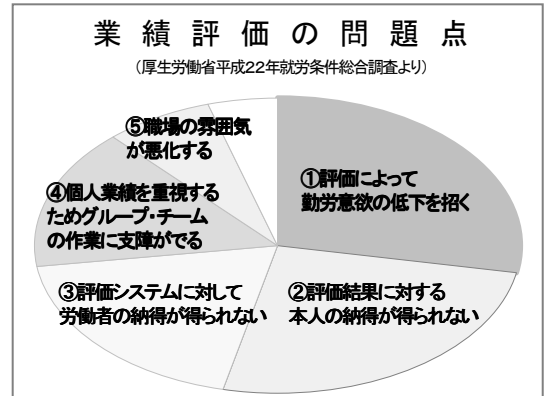 業績評価の問題点
(厚生労働省平成22年就労条件総合調査より)
⑤職場の雰囲気
が悪化する
①評価によって
勤労意欲の低下を招く
④個人業績を重視する
ためグループ・チーム
の作業に支障がでる
③評価システムに対して
労働者の納得が得られない
②評価結果に対する
本人の納得が得られない